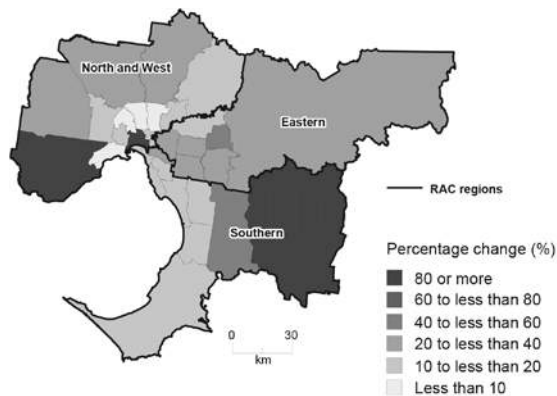 North and West
Eastern
Southern
RAC regions
Percentage change (%)
80 or more
60 to less than 80
40 to less than 60
20 to less than 40
10 to less than 20
Less than 10
0 30
km